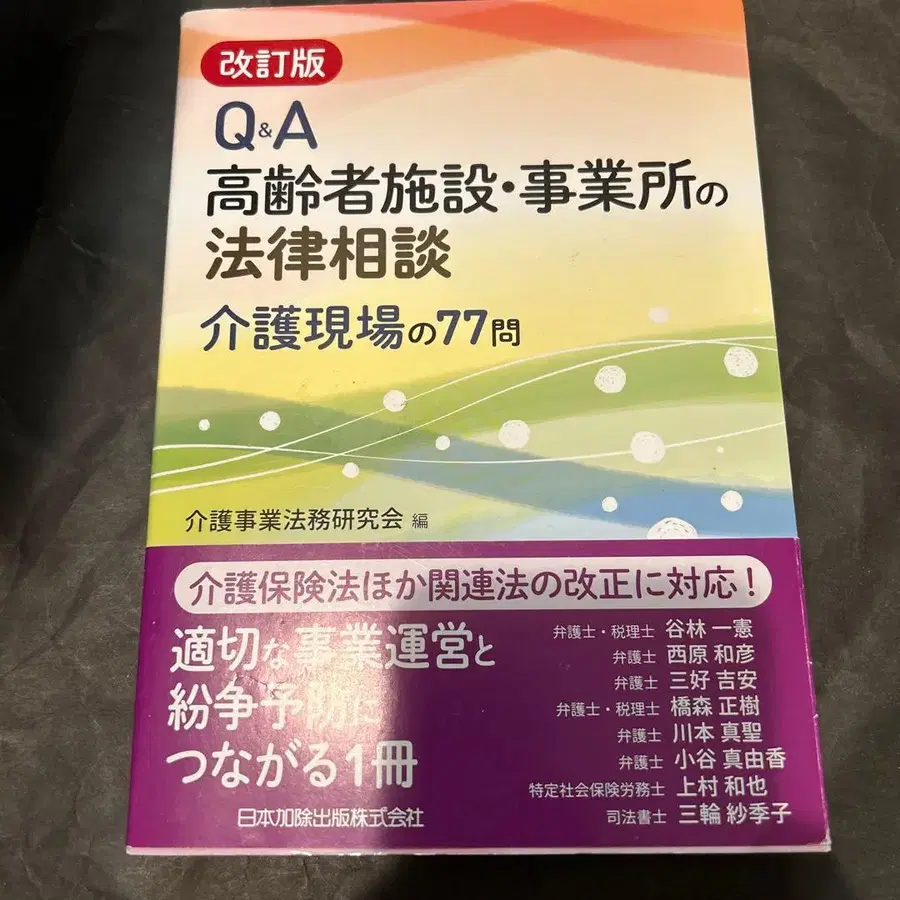 改訂版
Q&A
高齢者施設・事業所の
法律相談
介護現場の77問
介護事業法務研究会 編
介護保険法ほか関連法の改正に対応!
適切な事業運営と
紛争予防に
つながる1冊
日本加除出版株式会社
弁護士・税理士 谷林 一憲
弁護士 西原 和彦
弁護士 三好 吉安
弁護士・税理士 橋森 正樹
弁護士 川本 真聖
弁護士 小谷 真由香
特定社会保険労務士 上村 和也
司法書士 三輪 紗季子